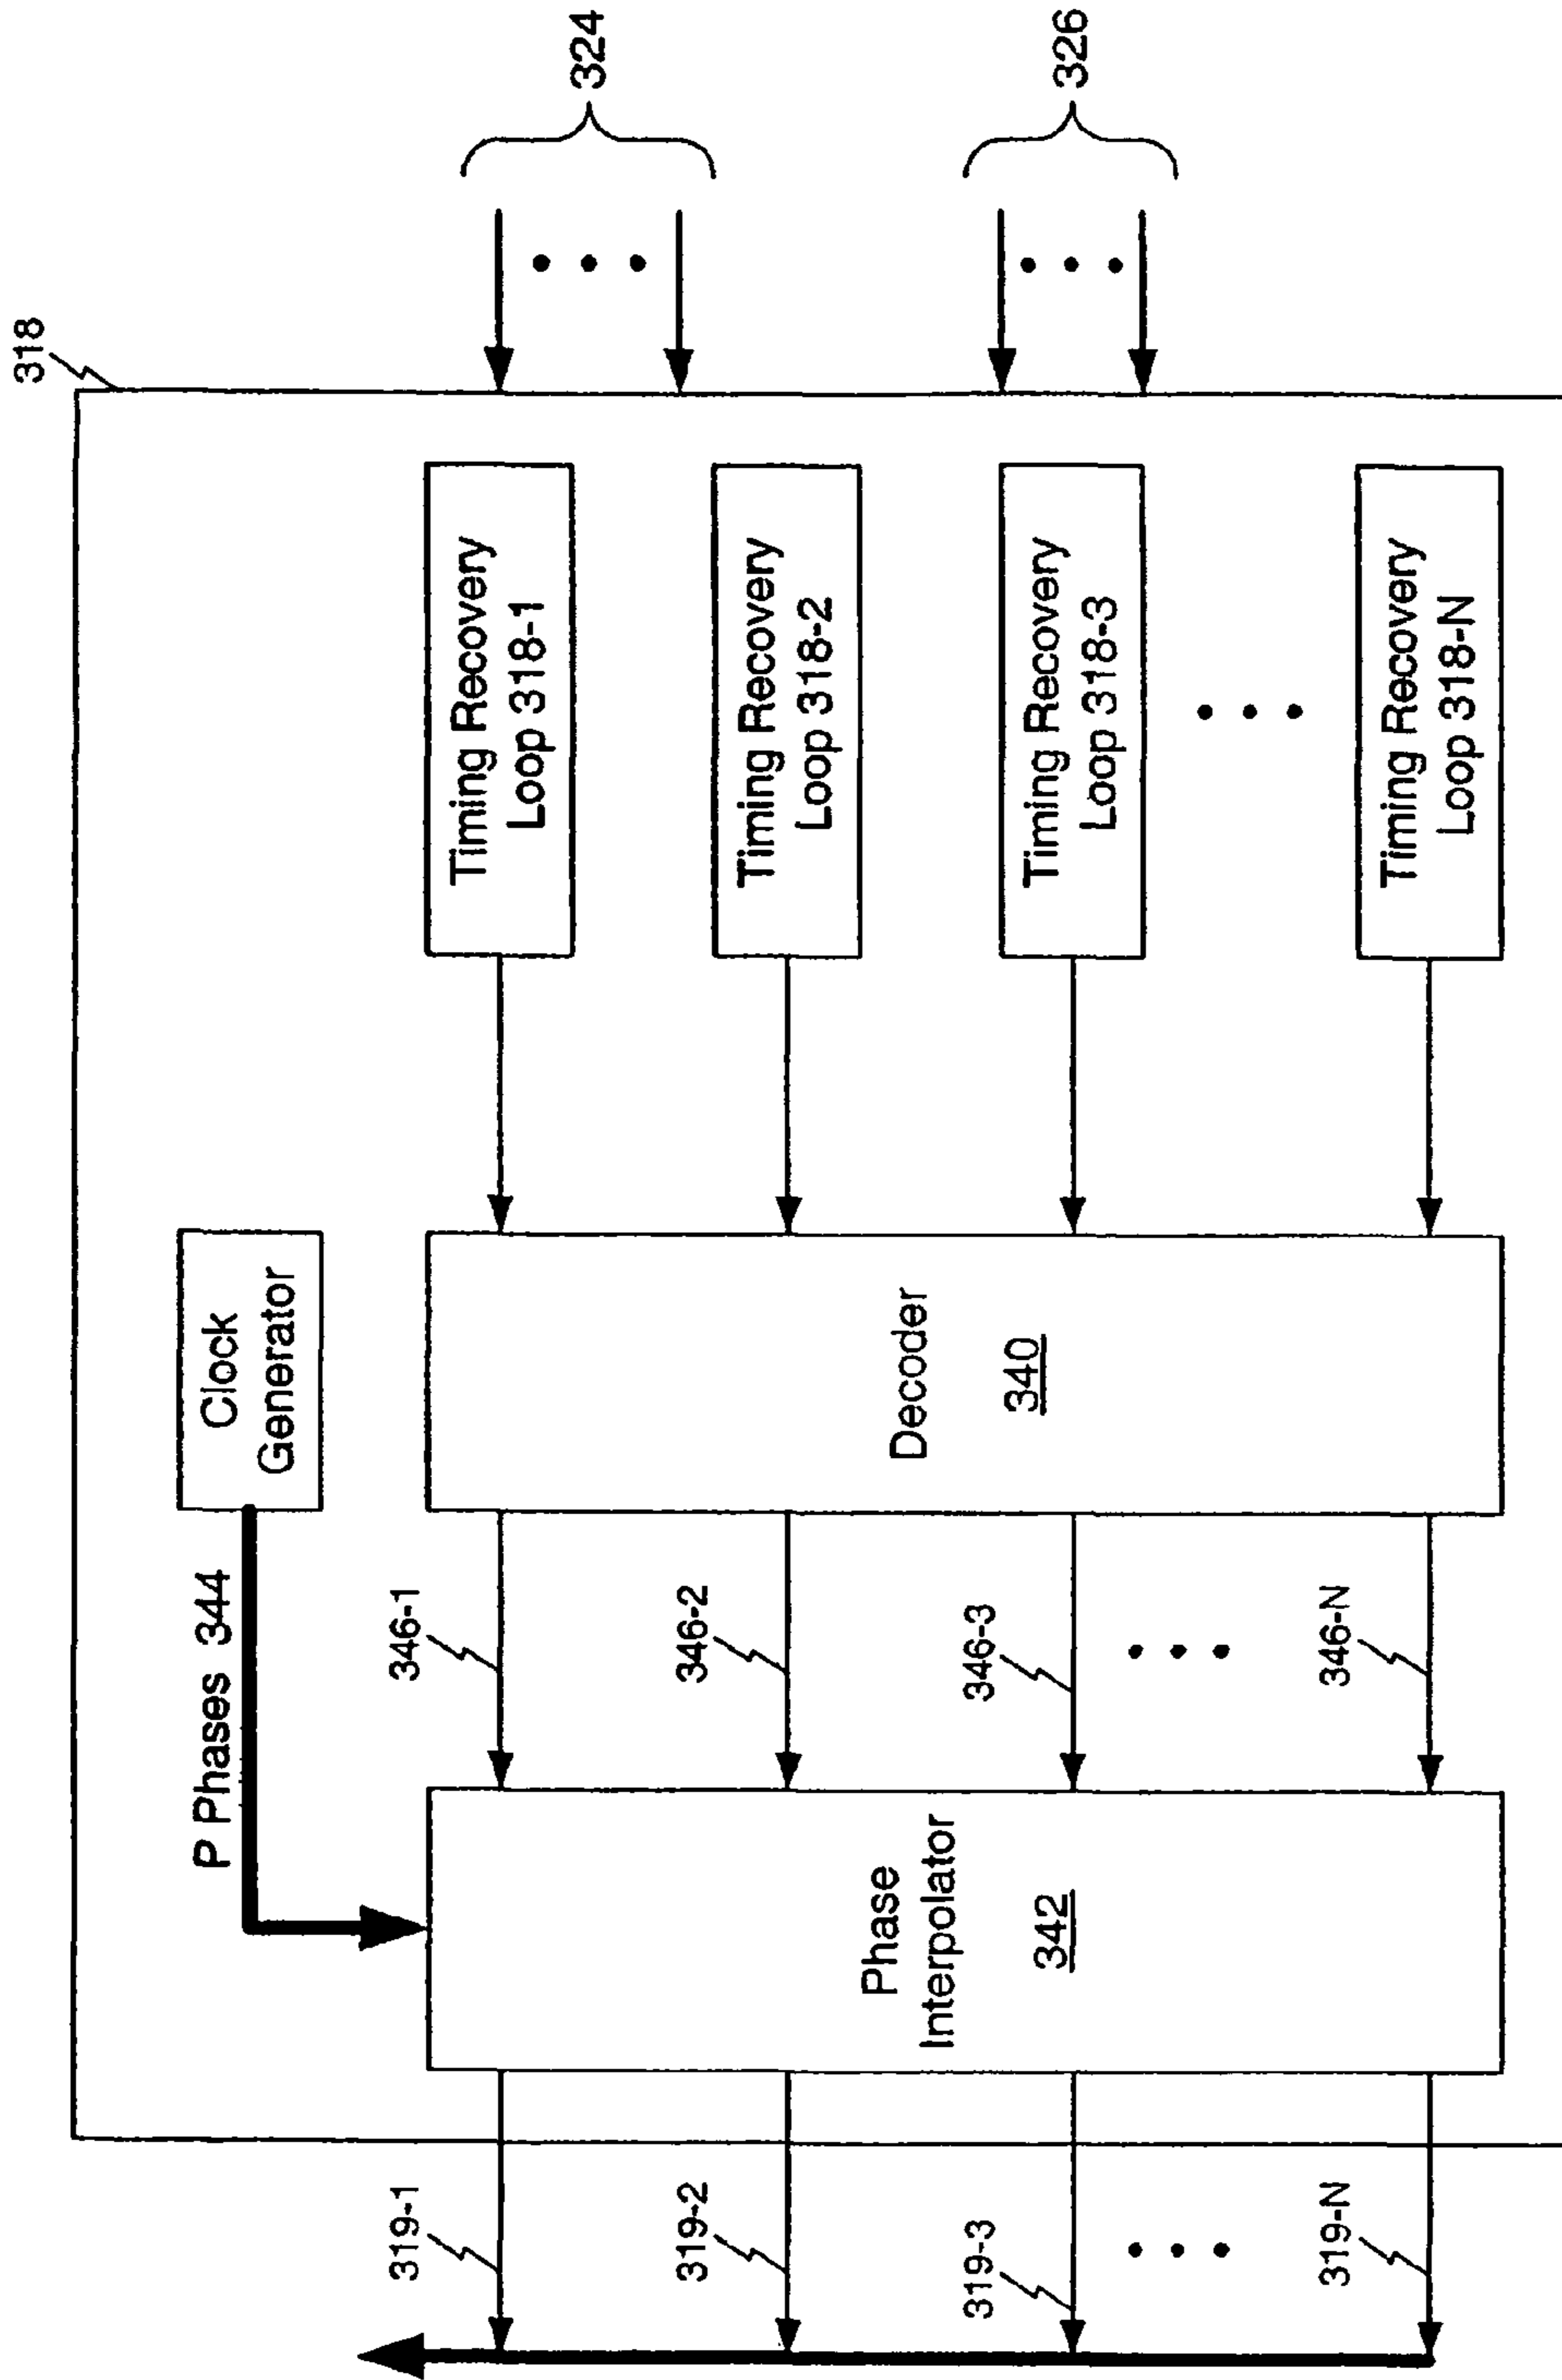 318
324
326
Timing Recovery
Loop 318-1
Timing Recovery
Loop 318-2
Timing Recovery
Loop 318-3
Timing Recovery
Loop 318-N
Clock
Generator
P Phases 344
Decoder
340
346-1
346-2
346-3
346-N
Phase
Interpolator
342
319-1
319-2
319-3
319-N